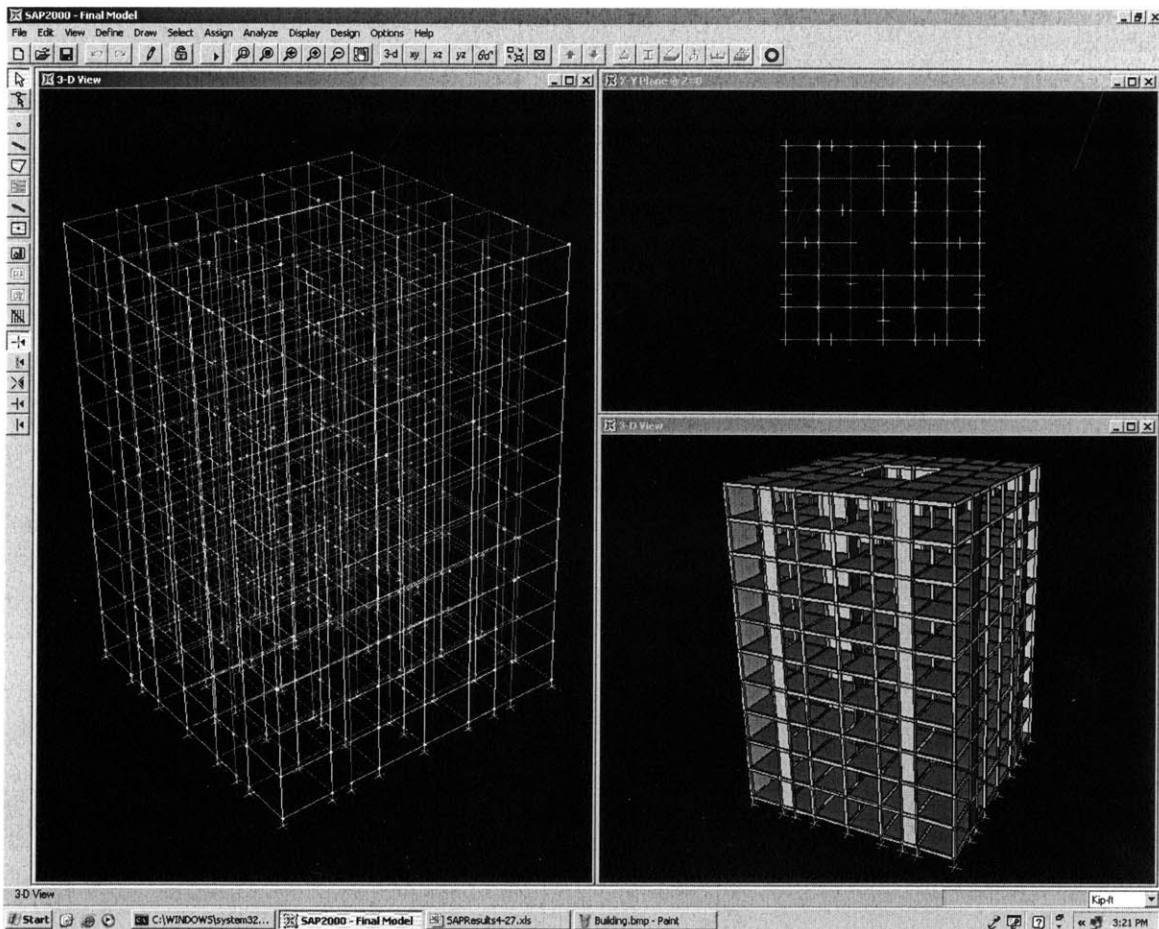 SAP2000 - Final Model
File Edit View Define Draw Select Assign Analyze Display Design Options Help
3-d xy xz yz
3-D View
X-Y Plane @ Z=0
3-D View
3-D View
Kip-ft
Start
C:\WINDOWS\system32...
SAP2000 - Final Model
SAPResults4-27.xls
Building.bmp - Paint
3:21 PM